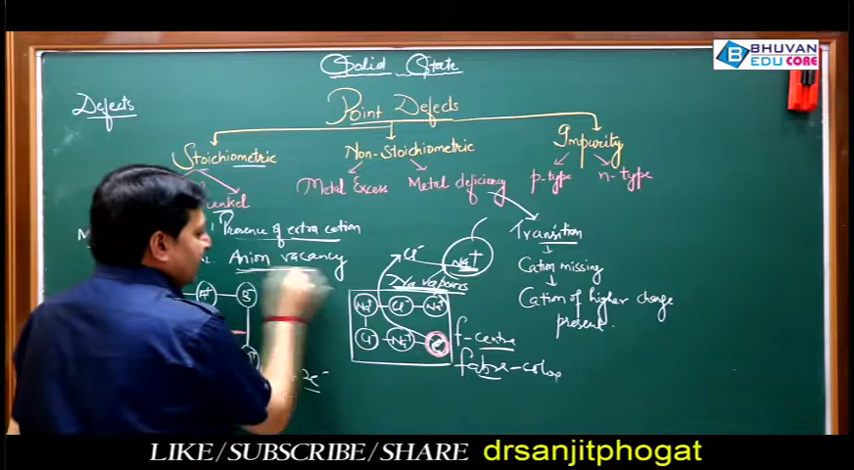 BHUVAN
EDU CORE
Solid State
Defects
Point Defects
Stoichiometric
Non-Stoichiometric
Impurity
Metal Excess
Metal deficiency
p-type
n-type
Presence of extra cation
2. Anion vacancy
Cl⁻
Na⁺
Na vapours
Transition
Cation missing
Cation of higher charge
present.
Na⁺ Cl⁻ Na⁺
Cl⁻ Na⁺ e⁻
f-centre
A⁺ B⁻
2e⁻
LIKE/SUBSCRIBE/SHARE drsanjitphogat